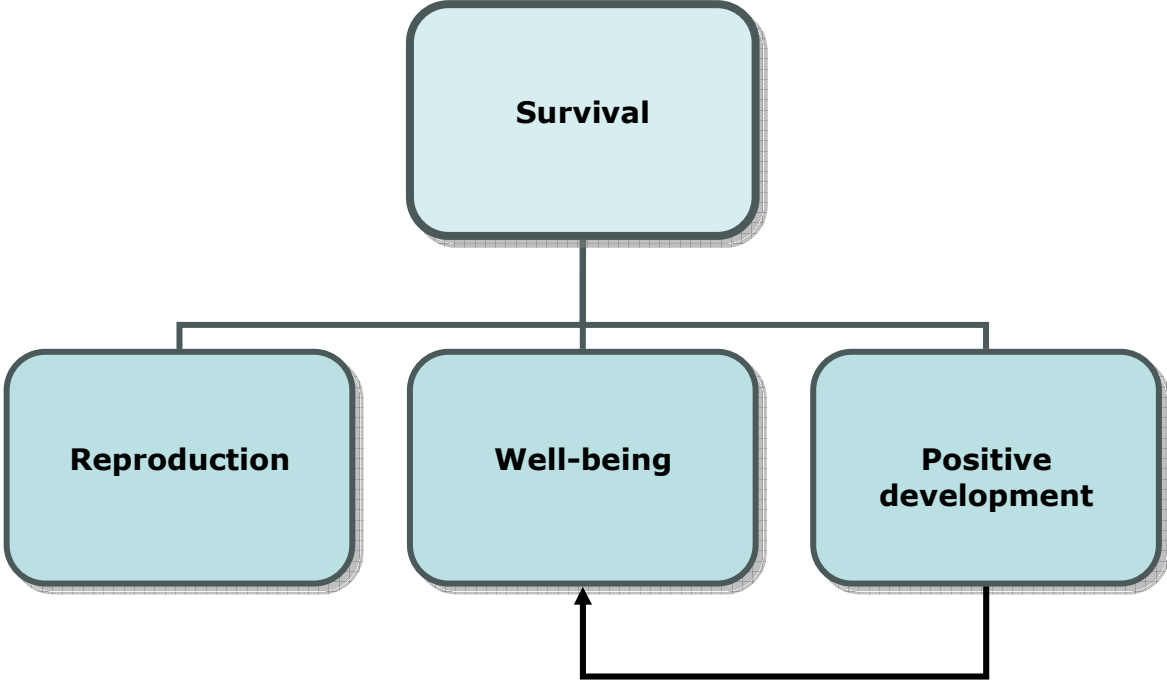 Survival
Reproduction
Well-being
Positive
development